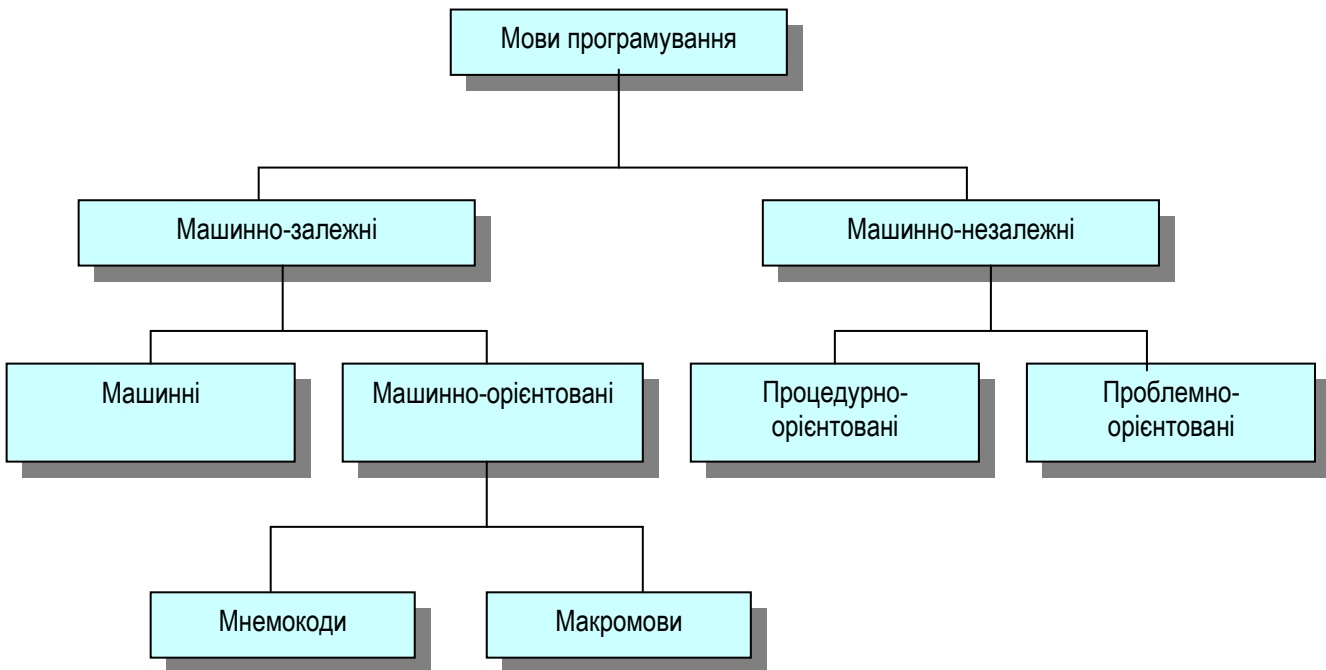 Мови програмування
Машинно-залежні
Машинно-незалежні
Машинні
Машинно-орієнтовані
Процедурно-
орієнтовані
Проблемно-
орієнтовані
Мнемокоди
Макромови